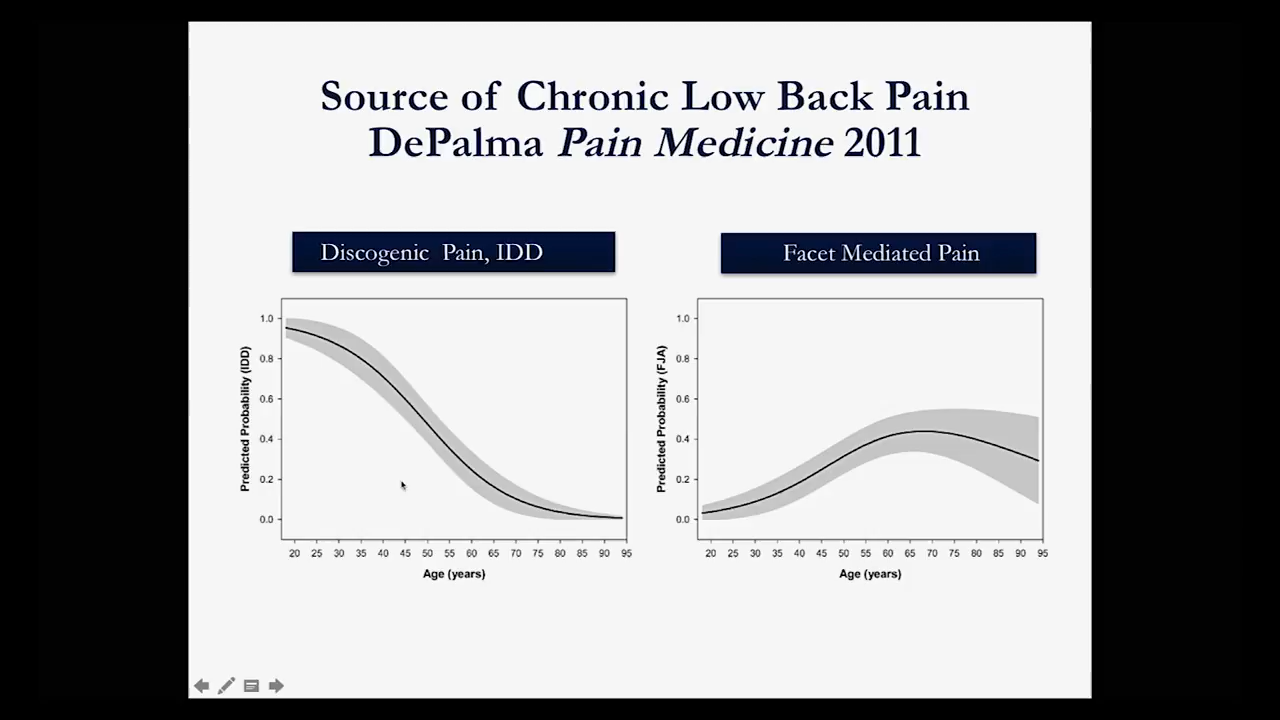 Source of Chronic Low Back Pain
DePalma Pain Medicine 2011
Discogenic Pain, IDD
Predicted Probability (IDD)
1.0
0.8
0.6
0.4
0.2
0.0
20 25 30 35 40 45 50 55 60 65 70 75 80 85 90 95
Age (years)
Facet Mediated Pain
Predicted Probability (FJA)
1.0
0.8
0.6
0.4
0.2
0.0
20 25 30 35 40 45 50 55 60 65 70 75 80 85 90 95
Age (years)